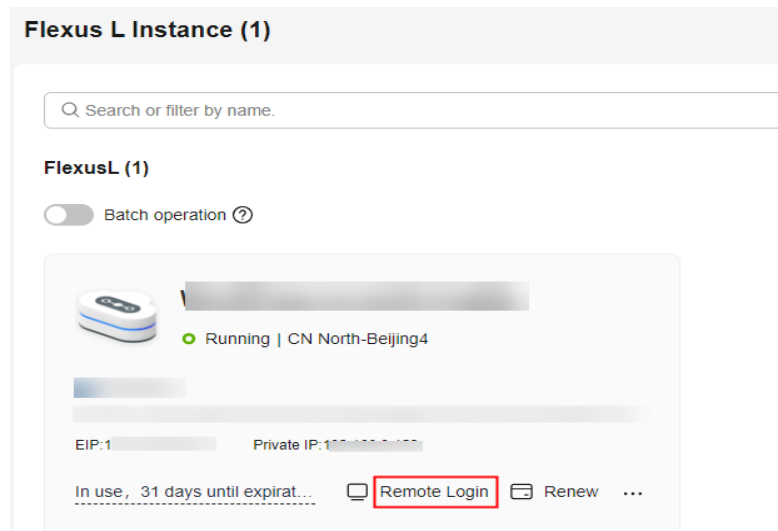 Flexus L Instance (1)
Search or filter by name.
FlexusL (1)
Batch operation
Running | CN North-Beijing4
EIP:1
Private IP:
In use, 31 days until expirat... Remote Login Renew ...